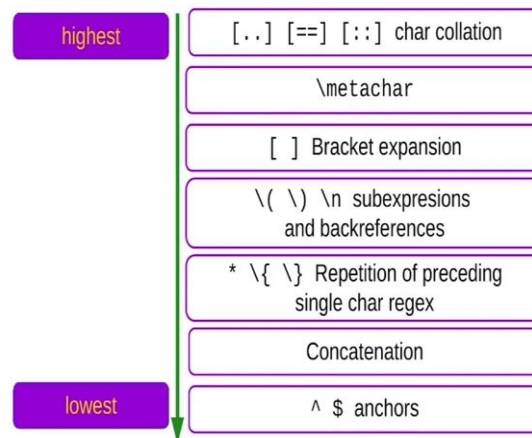 highest
[..] [==] [::] char collation
\metachar
[ ] Bracket expansion
\( \) \n subexpresions
and backreferences
* \{ \} Repetition of preceding
single char regex
Concatenation
lowest
^ $ anchors